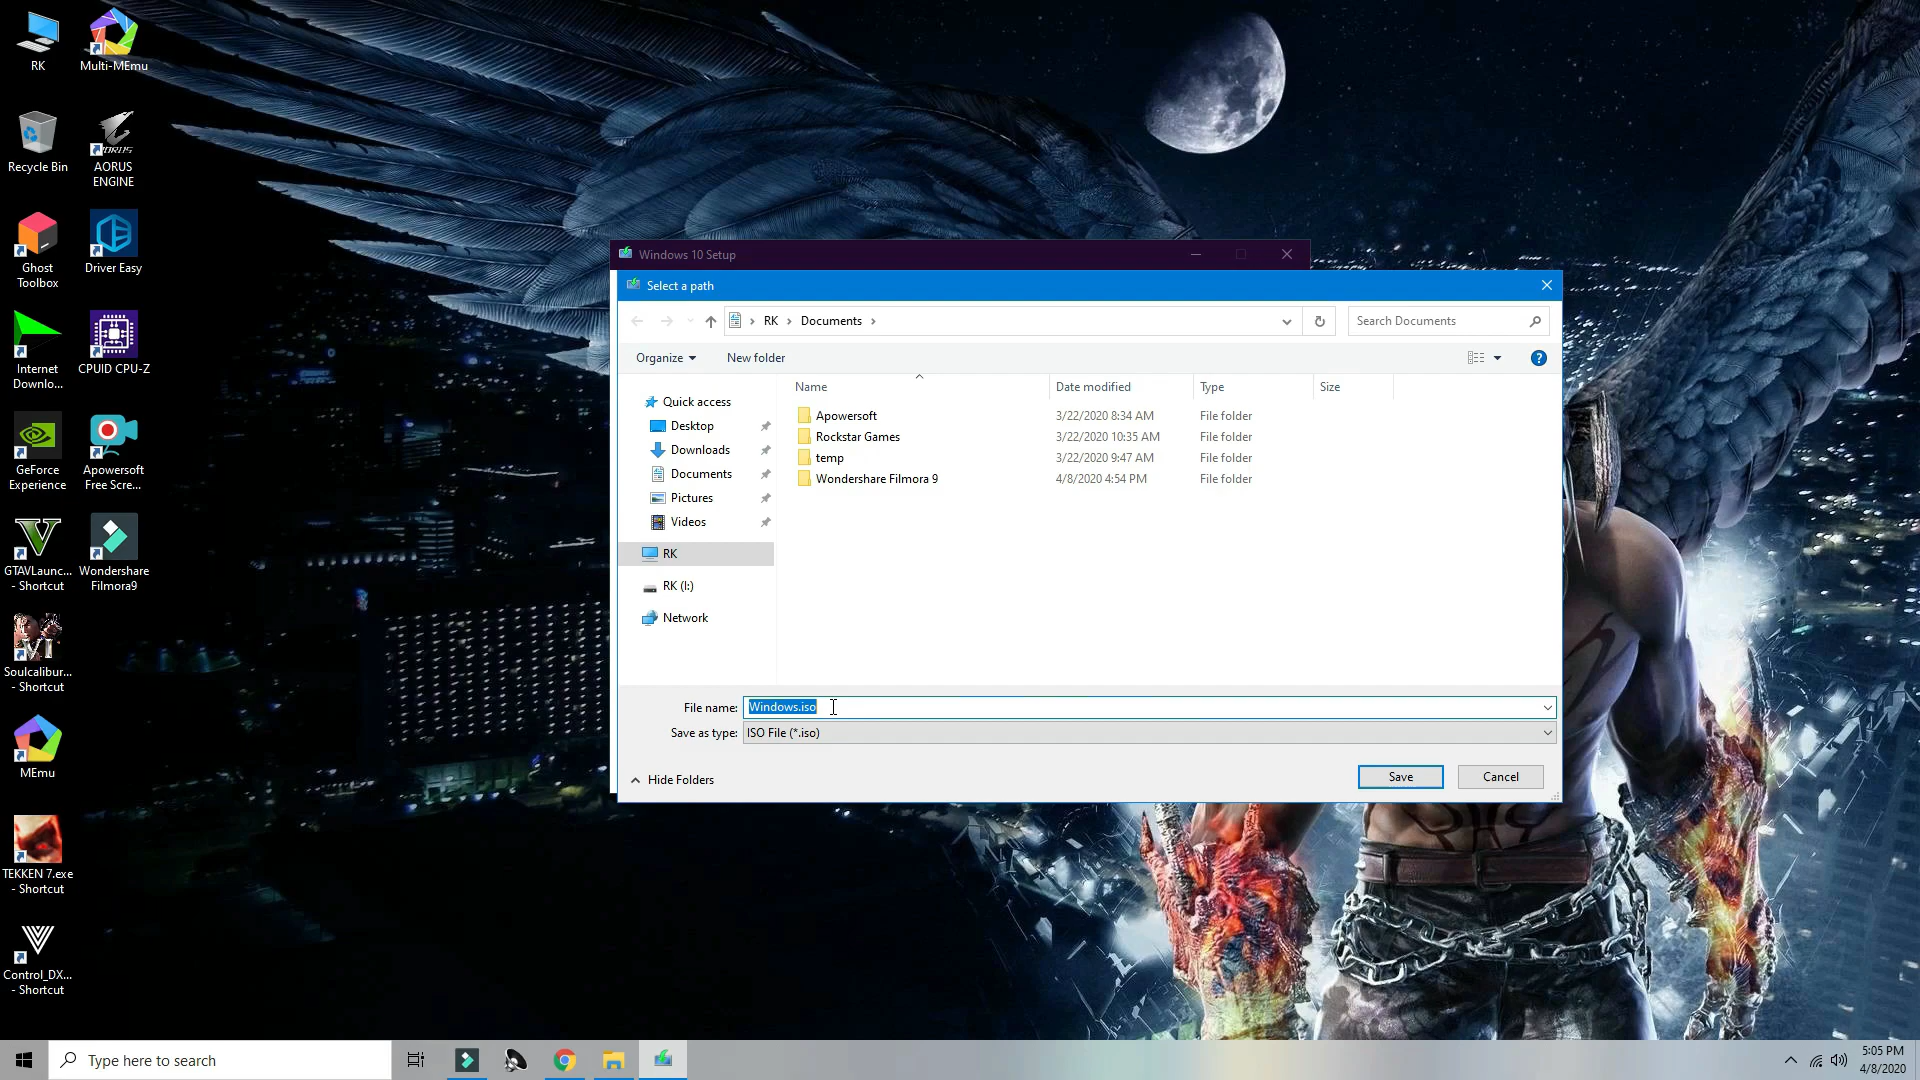 RK
Multi-MEmu
Recycle Bin
AORUS
ENGINE
Ghost
Toolbox
Driver Easy
Internet
Downlo...
CPUID CPU-Z
GeForce
Experience
Apowersoft
Free Scre...
GTAVLaunc...
- Shortcut
Wondershare
Filmora9
Soulcalibur...
- Shortcut
MEmu
TEKKEN 7.exe
- Shortcut
Control_DX...
- Shortcut
Windows 10 Setup
Select a path
RK > Documents >
Search Documents
Organize
New folder
Name
Date modified
Type
Size
Quick access
Desktop
Downloads
Documents
Pictures
Videos
RK
RK (I:)
Network
Apowersoft 3/22/2020 8:34 AM File folder
Rockstar Games 3/22/2020 10:35 AM File folder
temp 3/22/2020 9:47 AM File folder
Wondershare Filmora 9 4/8/2020 4:54 PM File folder
File name: Windows.iso
Save as type: ISO File (*.iso)
Hide Folders
Save
Cancel
Type here to search
5:05 PM
4/8/2020